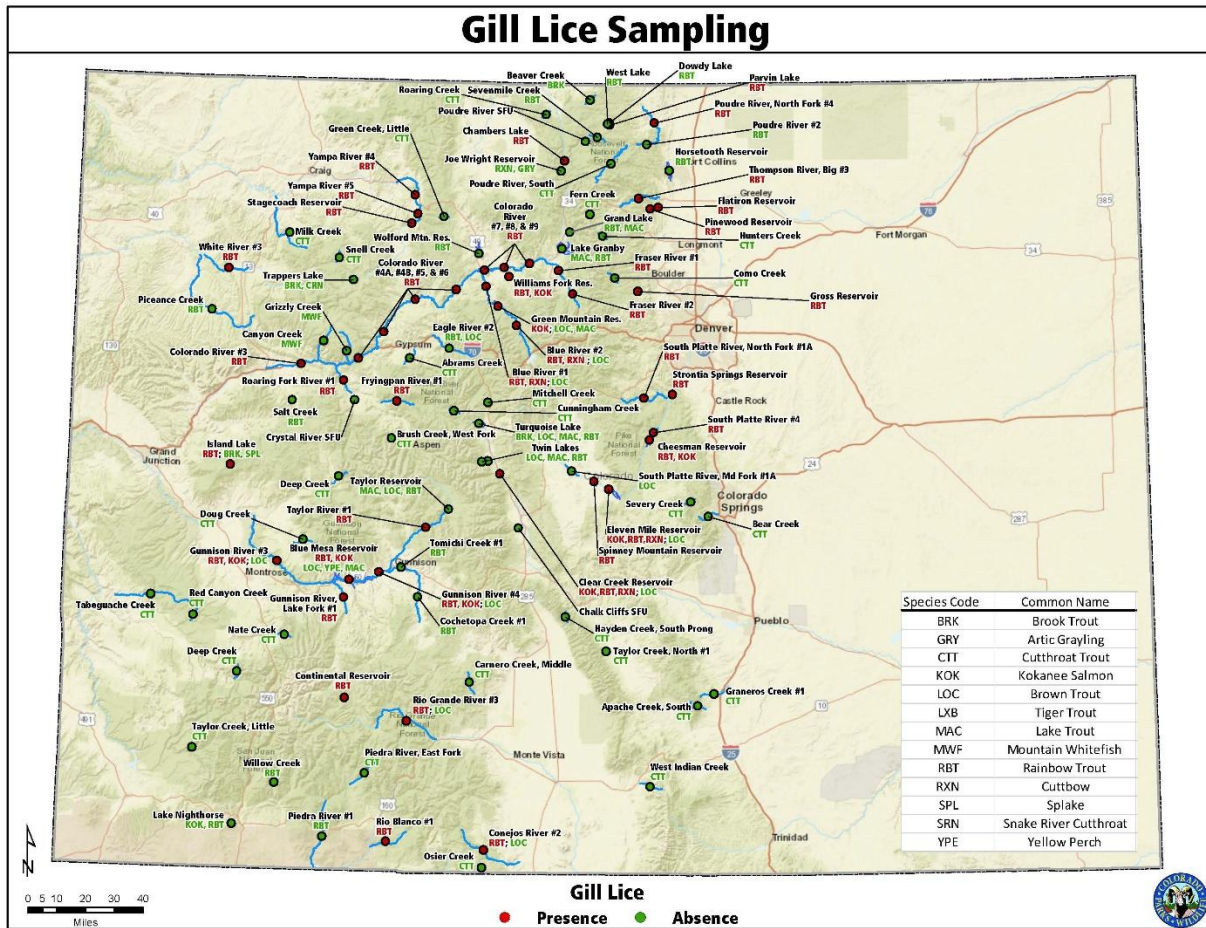 Gill Lice Sampling
Beaver Creek
BRK
West Lake
RBT
Dowdy Lake
RBT
Parvin Lake
RBT
Roaring Creek
CTT
Sevenmile Creek
RBT
Poudre River SFU
Poudre River, North Fork #4
RBT
Green Creek, Little
CTT
Chambers Lake
RBT
Poudre River #2
RBT
Joe Wright Reservoir
RXN, GRY
Horsetooth Reservoir
RBT
Yampa River #4
RBT
Poudre River, South
CTT
Thompson River, Big #3
RBT
Yampa River #5
RBT
Fern Creek
CTT
Flatiron Reservoir
RBT
Stagecoach Reservoir
RBT
Colorado
River
#7, #8, & #9
RBT
Grand Lake
RBT, MAC
Pinewood Reservoir
RBT
Hunters Creek
CTT
Milk Creek
CTT
Wolford Mtn. Res.
RBT
Lake Granby
MAC, RBT
White River #3
RBT
Snell Creek
CTT
Colorado River
#4A, #4B, #5, & #6
RBT
Fraser River #1
RBT
Como Creek
CTT
Trappers Lake
BRK, CRN
Williams Fork Res.
RBT, KOK
Gross Reservoir
RBT
Piceance Creek
RBT
Grizzly Creek
MWF
Fraser River #2
RBT
Green Mountain Res.
KOK; LOC, MAC
Canyon Creek
MWF
Eagle River #2
RBT, LOC
Blue River #2
RBT, RXN ; LOC
South Platte River, North Fork #1A
RBT
Colorado River #3
RBT
Abrams Creek
CTT
Blue River #1
RBT, RXN; LOC
Strontia Springs Reservoir
RBT
Roaring Fork River #1
RBT
Fryingpan River #1
RBT
Mitchell Creek
CTT
Salt Creek
RBT
Cunningham Creek
CTT
South Platte River #4
RBT
Crystal River SFU
Turquoise Lake
BRK, LOC, MAC, RBT
Island Lake
RBT; BRK, SPL
Brush Creek, West Fork
CTT
Cheesman Reservoir
RBT, KOK
Twin Lakes
LOC, MAC, RBT
Deep Creek
CTT
Taylor Reservoir
MAC, LOC, RBT
South Platte River, Md Fork #1A
LOC
Severy Creek
CTT
Doug Creek
CTT
Taylor River #1
RBT
Bear Creek
CTT
Eleven Mile Reservoir
KOK,RBT,RXN; LOC
Gunnison River #3
RBT, KOK; LOC
Blue Mesa Reservoir
RBT, KOK
LOC, YPE, MAC
Tomichi Creek #1
RBT
Spinney Mountain Reservoir
RBT
Clear Creek Reservoir
KOK,RBT,RXN; LOC
Tabeguache Creek
CTT
Red Canyon Creek
CTT
Gunnison River,
Lake Fork #1
RBT
Gunnison River #4
RBT, KOK; LOC
Chalk Cliffs SFU
Nate Creek
CTT
Cochetopa Creek #1
RBT
Hayden Creek, South Prong
CTT
Taylor Creek, North #1
CTT
Deep Creek
CTT
Continental Reservoir
RBT
Carnero Creek, Middle
CTT
Graneros Creek #1
CTT
Rio Grande River #3
RBT; LOC
Apache Creek, South
CTT
Taylor Creek, Little
CTT
Piedra River, East Fork
CTT
Willow Creek
RBT
West Indian Creek
CTT
Lake Nighthorse
KOK, RBT
Piedra River #1
RBT
Rio Blanco #1
RBT
Conejos River #2
RBT; LOC
Osier Creek
CTT
Craig
Fort Collins
Greeley
Fort Morgan
Longmont
Boulder
Denver
Gypsum
Castle Rock
Aspen
Grand
Junction
Colorado
Springs
Gunnison
Montrose
Pueblo
Monte Vista
Trinidad
40
385
34
76
34
139
70
24
287
285
550
491
10
25
160
Species Code Common Name
BRK Brook Trout
GRY Artic Grayling
CTT Cutthroat Trout
KOK Kokanee Salmon
LOC Brown Trout
LXB Tiger Trout
MAC Lake Trout
MWF Mountain Whitefish
RBT Rainbow Trout
RXN Cuttbow
SPL Splake
SRN Snake River Cutthroat
YPE Yellow Perch
N
0 5 10 20 30 40
Miles
Gill Lice
Presence
Absence
COLORADO
PARKS
WILDLIFE